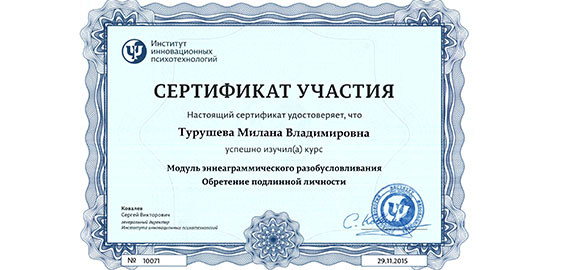 Институт
инновационных
психотехнологий
СЕРТИФИКАТ УЧАСТИЯ
Настоящий сертификат удостоверяет, что
Турушева Милана Владимировна
успешно изучил(а) курс
Модуль эннеаграммического разобусловливания
Обретение подлинной личности
Ковалев
Сергей Викторович
генеральный директор
Института инновационных психотехнологий
№ 10071
29.11.2015